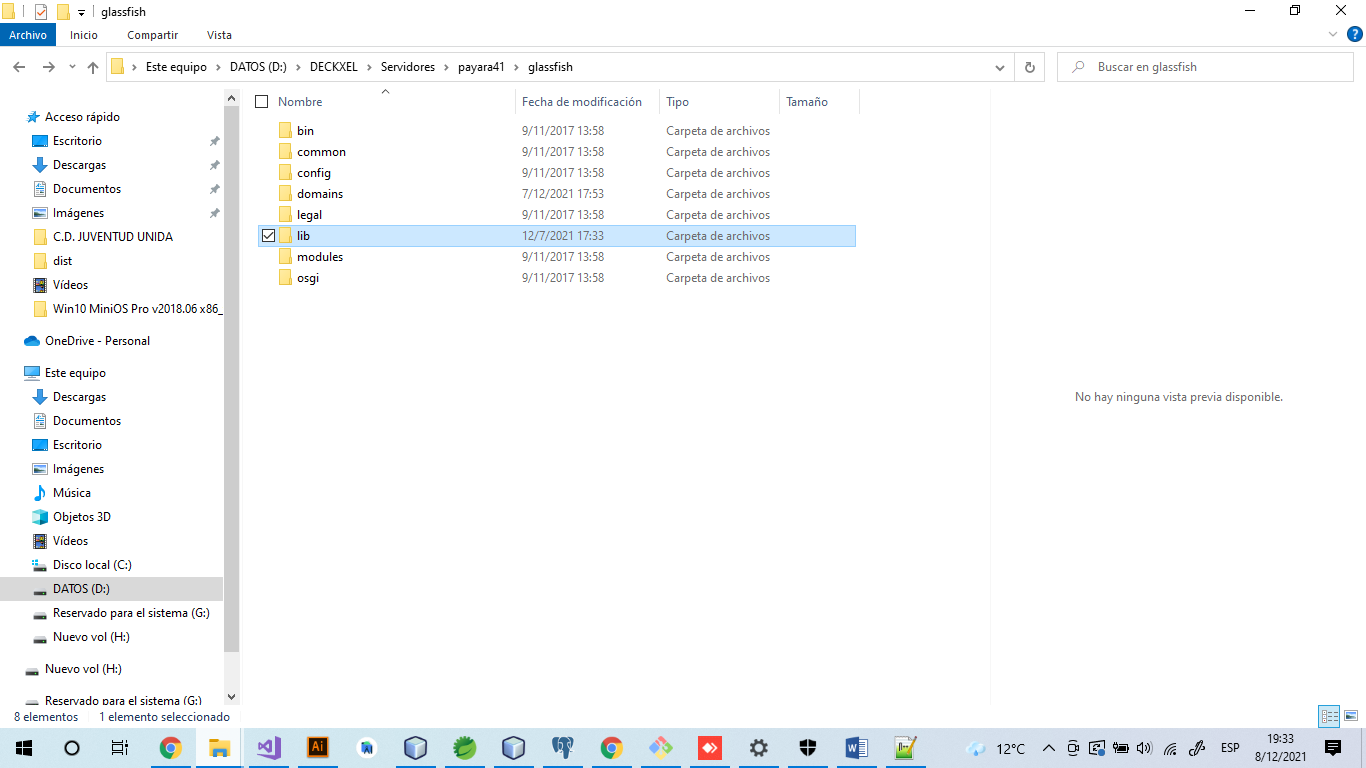 glassfish
Archivo Inicio Compartir Vista
Este equipo DATOS (D:) DECKXEL Servidores payara41 glassfish
Buscar en glassfish
Acceso rápido
Escritorio
Descargas
Documentos
Imágenes
C.D. JUVENTUD UNIDA
dist
Vídeos
Win10 MiniOS Pro v2018.06 x86_
OneDrive - Personal
Este equipo
Descargas
Documentos
Escritorio
Imágenes
Música
Objetos 3D
Vídeos
Disco local (C:)
DATOS (D:)
Reservado para el sistema (G:)
Nuevo vol (H:)
Nuevo vol (H:)
Reservado para el sistema (G:)
Nombre Fecha de modificación Tipo Tamaño
bin 9/11/2017 13:58 Carpeta de archivos
common 9/11/2017 13:58 Carpeta de archivos
config 9/11/2017 13:58 Carpeta de archivos
domains 7/12/2021 17:53 Carpeta de archivos
legal 9/11/2017 13:58 Carpeta de archivos
lib 12/7/2021 17:33 Carpeta de archivos
modules 9/11/2017 13:58 Carpeta de archivos
osgi 9/11/2017 13:58 Carpeta de archivos
No hay ninguna vista previa disponible.
8 elementos 1 elemento seleccionado
Ai
12°C
ESP
19:33
8/12/2021